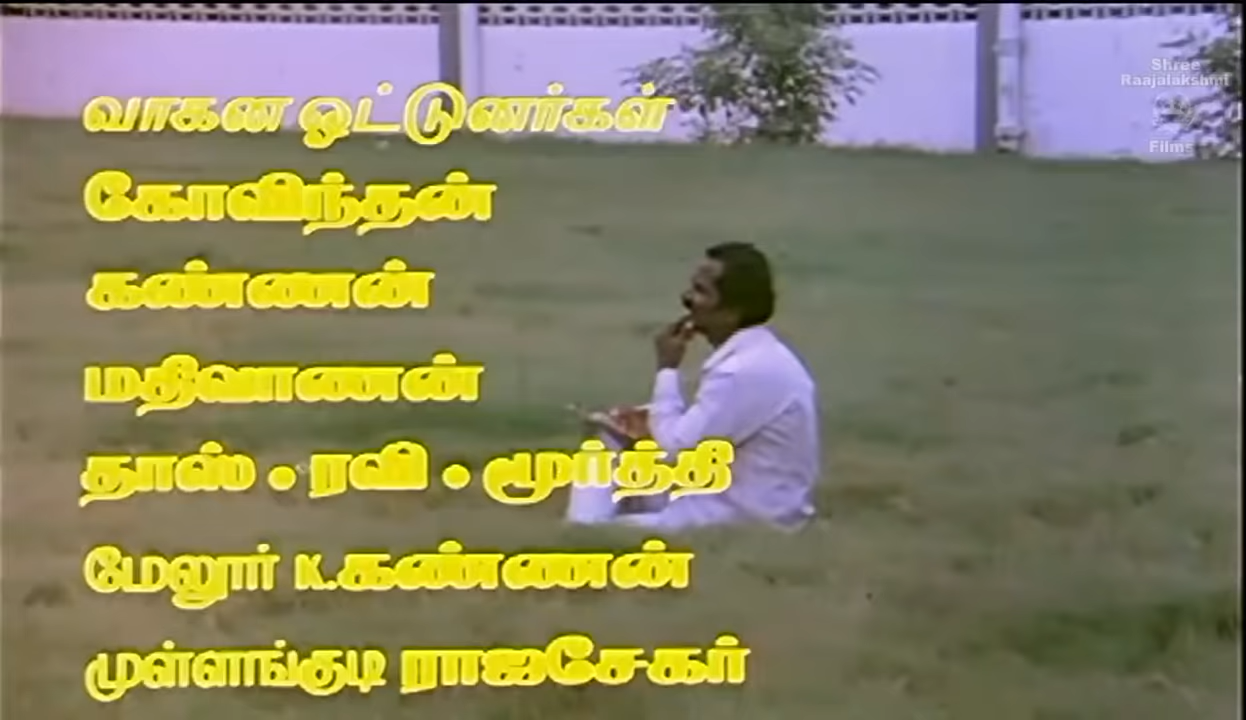 Shree
Raajalakshmi
Films
வாகன ஓட்டுனர்கள்
கோவிந்தன்
கண்ணன்
மதிவாணன்
தாஸ் • ரவி • மூர்த்தி
மேலூர் K.கண்ணன்
முள்ளங்குடி ராஜசேகர்